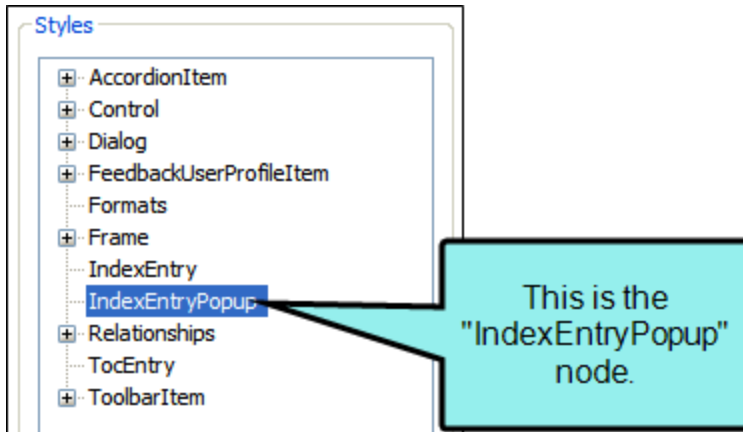 Styles
AccordionItem
Control
Dialog
FeedbackUserProfileItem
Formats
Frame
IndexEntry
IndexEntryPopup
Relationships
TocEntry
ToolbarItem
This is the
"IndexEntryPopup"
node.